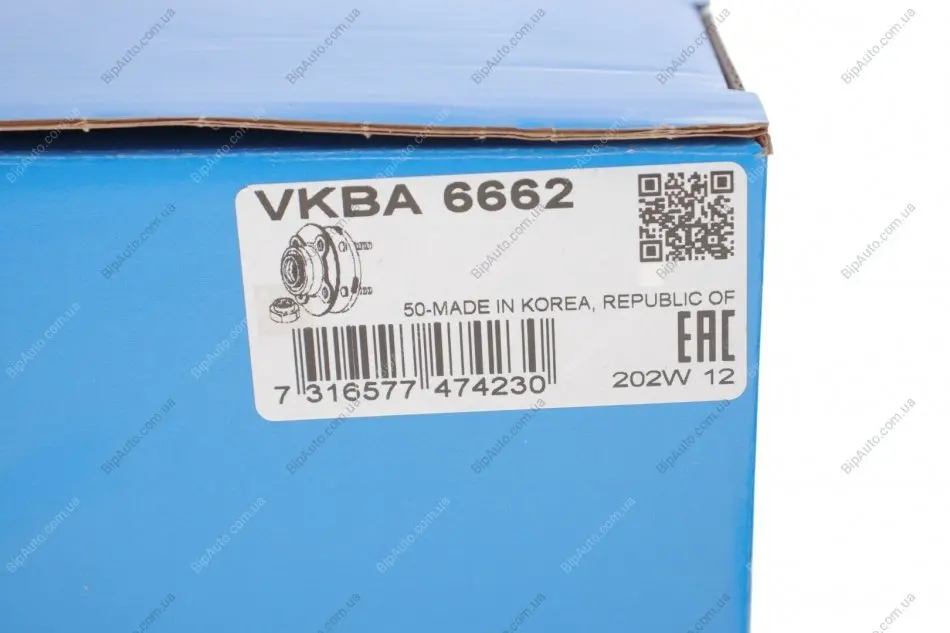 VKBA 6662
50-MADE IN KOREA, REPUBLIC OF
EAC
7 316577 474230
202W 12
BipAuto.com.ua